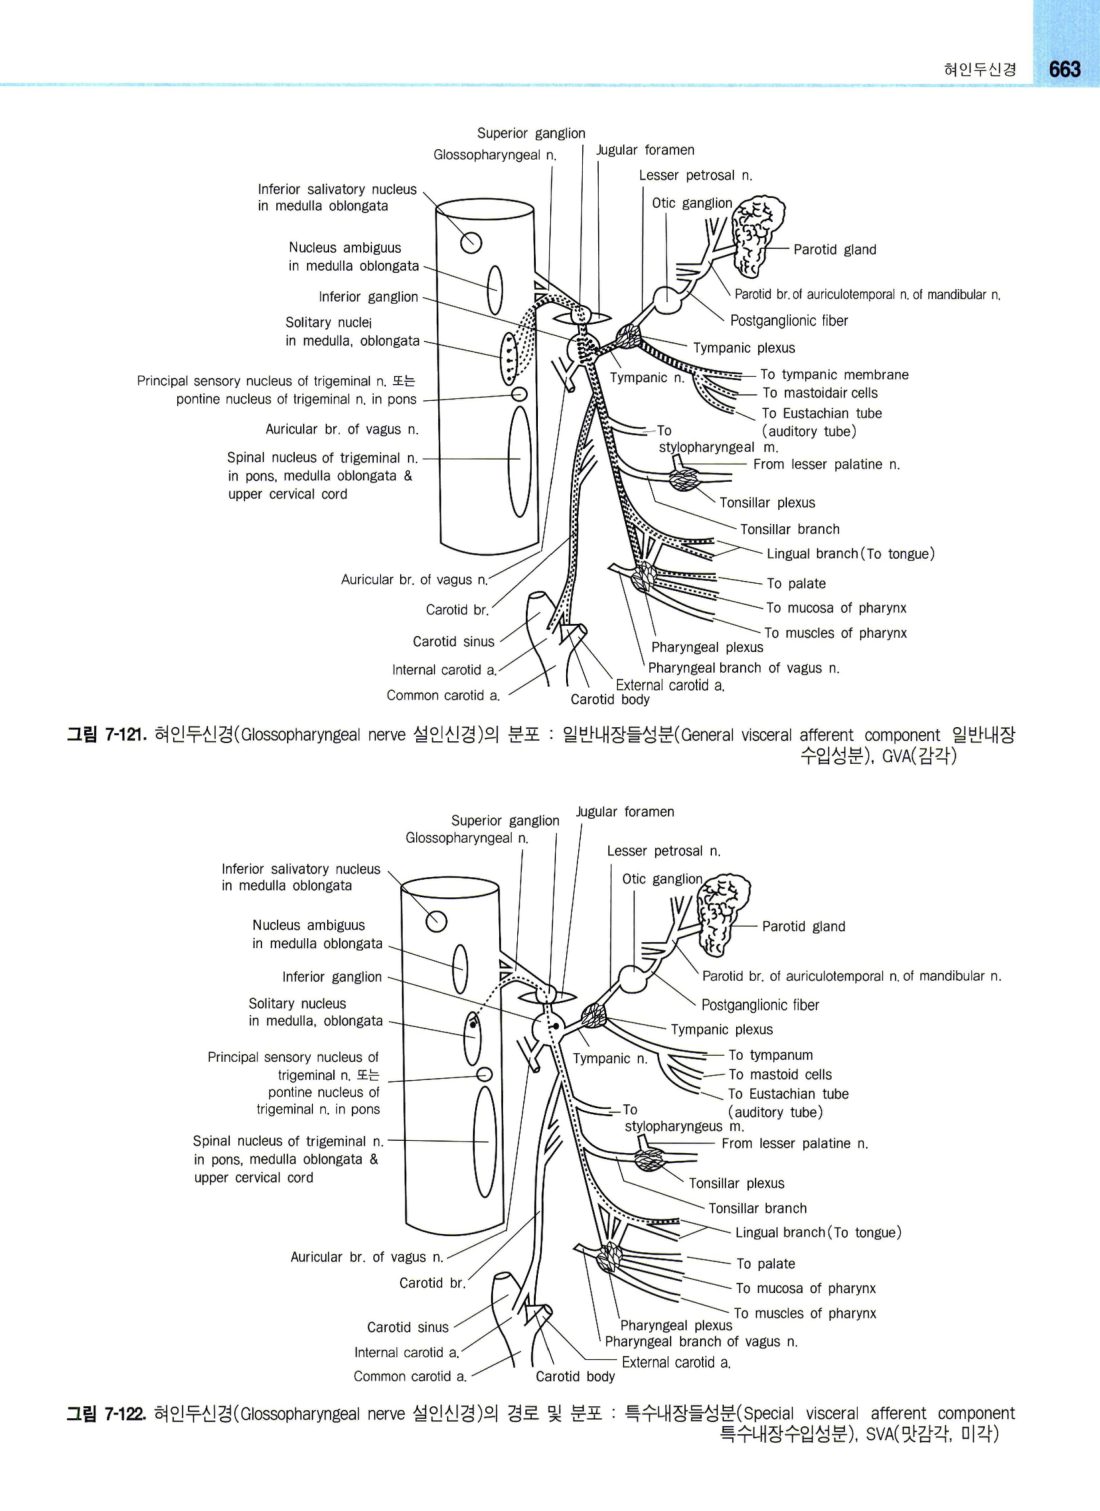 혀인두신경 663
Superior ganglion
Glossopharyngeal n.
Jugular foramen
Lesser petrosal n.
Inferior salivatory nucleus
in medulla oblongata
Otic ganglion
Nucleus ambiguus
in medulla oblongata
Parotid gland
Inferior ganglion
Parotid br. of auriculotemporal n. of mandibular n.
Solitary nuclei
in medulla, oblongata
Postganglionic fiber
Tympanic plexus
Principal sensory nucleus of trigeminal n. 또는
pontine nucleus of trigeminal n. in pons
Tympanic n.
To tympanic membrane
To mastoidair cells
To Eustachian tube
(auditory tube)
Auricular br. of vagus n.
To
stylopharyngeal m.
Spinal nucleus of trigeminal n.
in pons, medulla oblongata &
upper cervical cord
From lesser palatine n.
Tonsillar plexus
Tonsillar branch
Lingual branch(To tongue)
Auricular br. of vagus n.
To palate
Carotid br.
To mucosa of pharynx
To muscles of pharynx
Carotid sinus
Pharyngeal plexus
Internal carotid a.
Pharyngeal branch of vagus n.
External carotid a.
Common carotid a.
Carotid body
그림 7-121. 혀인두신경(Glossopharyngeal nerve 설인신경)의 분포 : 일반내장들성분(General visceral afferent component 일반내장
수입성분), GVA(감각)
Jugular foramen
Superior ganglion
Glossopharyngeal n.
Lesser petrosal n.
Inferior salivatory nucleus
in medulla oblongata
Otic ganglion
Nucleus ambiguus
in medulla oblongata
Parotid gland
Inferior ganglion
Parotid br. of auriculotemporal n. of mandibular n.
Solitary nucleus
in medulla, oblongata
Postganglionic fiber
Tympanic plexus
Principal sensory nucleus of
trigeminal n. 또는
pontine nucleus of
trigeminal n. in pons
Tympanic n.
To tympanum
To mastoid cells
To Eustachian tube
(auditory tube)
To
stylopharyngeus m.
Spinal nucleus of trigeminal n.
in pons, medulla oblongata &
upper cervical cord
From lesser palatine n.
Tonsillar plexus
Tonsillar branch
Lingual branch(To tongue)
Auricular br. of vagus n.
To palate
Carotid br.
To mucosa of pharynx
To muscles of pharynx
Carotid sinus
Pharyngeal plexus
Pharyngeal branch of vagus n.
Internal carotid a.
External carotid a.
Common carotid a.
Carotid body
그림 7-122. 혀인두신경(Glossopharyngeal nerve 설인신경)의 경로 및 분포 : 특수내장들성분(Special visceral afferent component
특수내장수입성분), SVA(맛감각, 미각)